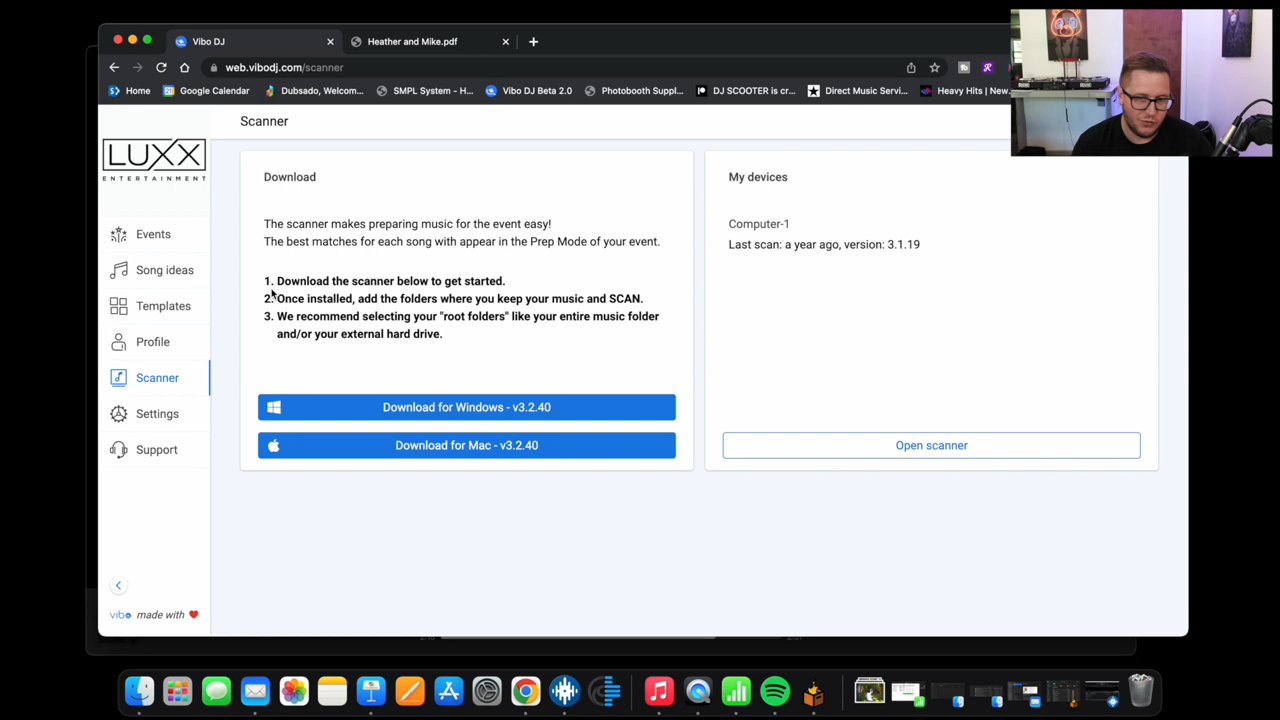 Vibo DJ
Heather and Mike.pdf
web.vibodj.com/scanner
Home
Google Calendar
Dubsado, Welcom...
SMPL System - H...
Vibo DJ Beta 2.0
Photobooth Suppl...
DJ SCOOTER is cr...
Direct Music Servi...
Heavy Hits | New
LUXX
ENTERTAINMENT
Scanner
Events
Song ideas
Templates
Profile
Scanner
Settings
Support
vibo made with
Download
The scanner makes preparing music for the event easy!
The best matches for each song with appear in the Prep Mode of your event.
1. Download the scanner below to get started.
2. Once installed, add the folders where you keep your music and SCAN.
3. We recommend selecting your "root folders" like your entire music folder
and/or your external hard drive.
Download for Windows - v3.2.40
Download for Mac - v3.2.40
My devices
Computer-1
Last scan: a year ago, version: 3.1.19
Open scanner